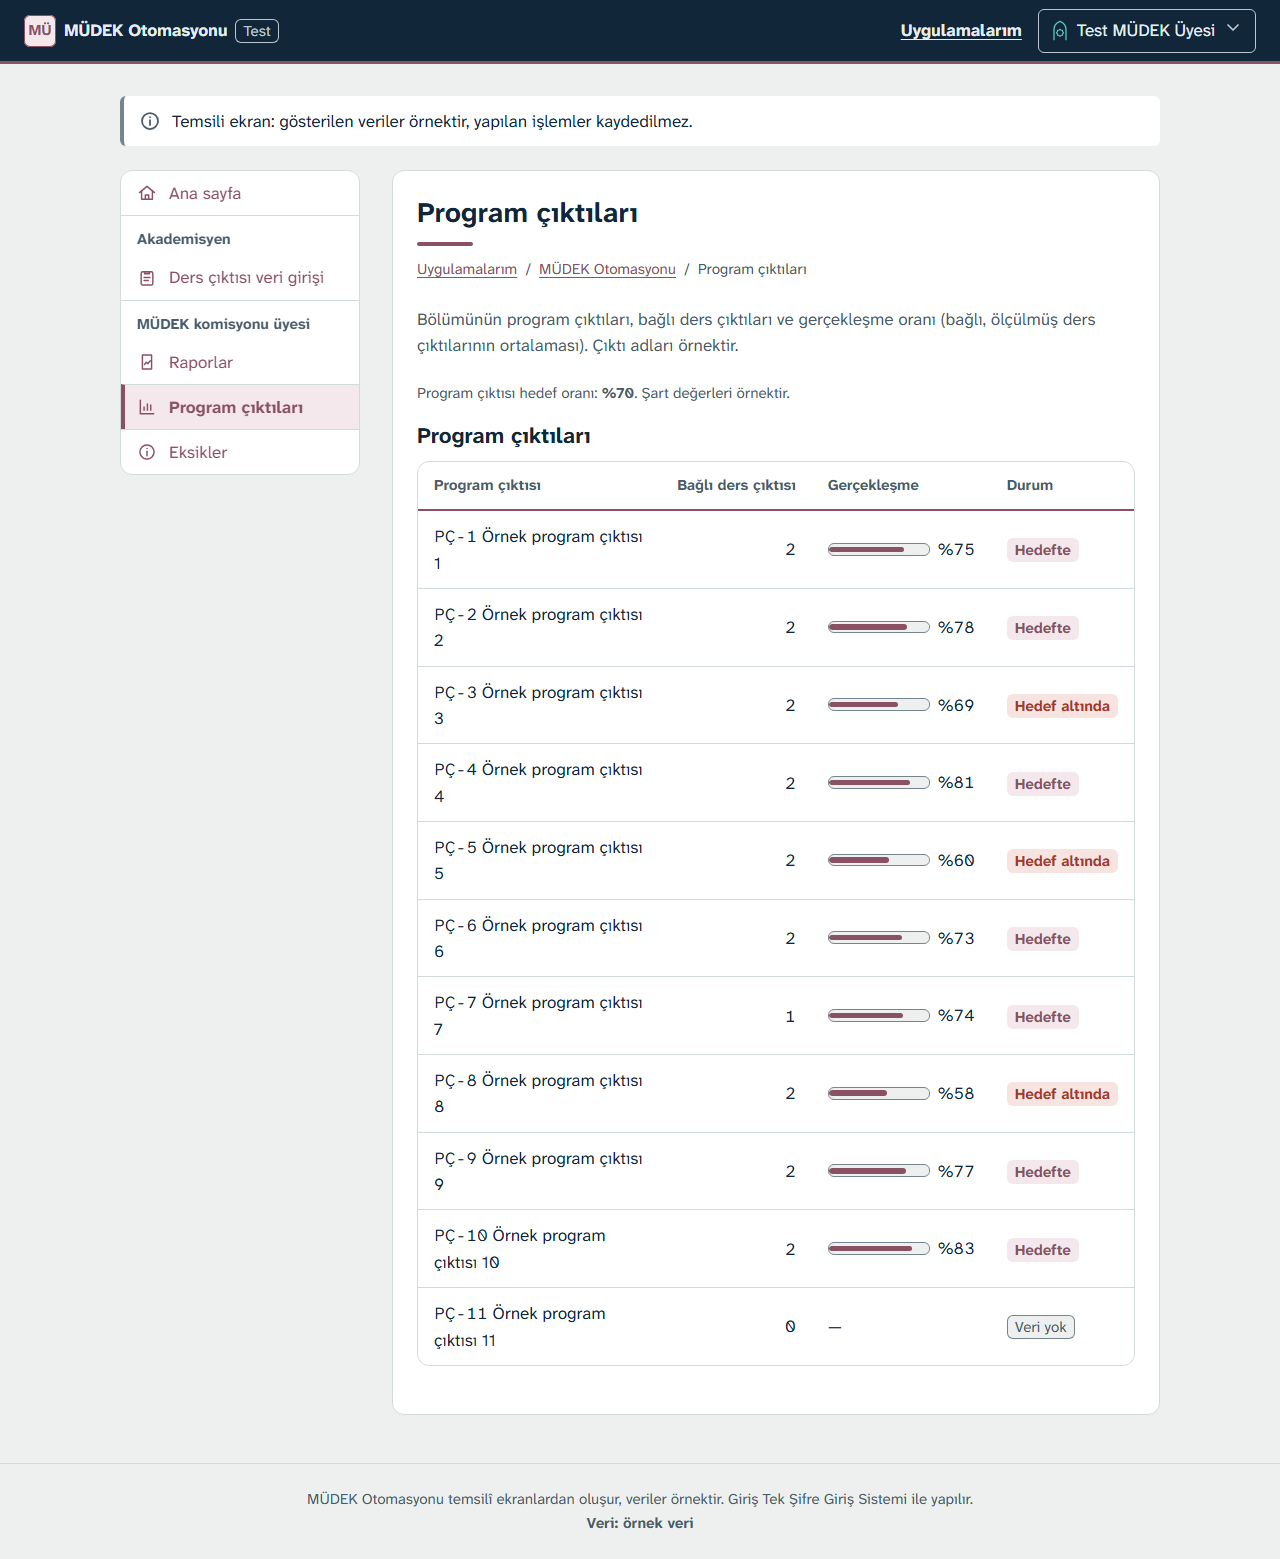 MÜ MÜDEK Otomasyonu Test
Uygulamalarım
Test MÜDEK Üyesi
Temsili ekran: gösterilen veriler örnektir, yapılan işlemler kaydedilmez.
Ana sayfa
Akademisyen
Ders çıktısı veri girişi
MÜDEK komisyonu üyesi
Raporlar
Program çıktıları
Eksikler
Program çıktıları
Uygulamalarım / MÜDEK Otomasyonu / Program çıktıları
Bölümünün program çıktıları, bağlı ders çıktıları ve gerçekleşme oranı (bağlı, ölçülmüş ders
çıktılarının ortalaması). Çıktı adları örnektir.
Program çıktısı hedef oranı: %70. Şart değerleri örnektir.
Program çıktıları
Program çıktısı Bağlı ders çıktısı Gerçekleşme Durum
PÇ-1 Örnek program çıktısı
1
2 %75 Hedefte
PÇ-2 Örnek program çıktısı
2
2 %78 Hedefte
PÇ-3 Örnek program çıktısı
3
2 %69 Hedef altında
PÇ-4 Örnek program çıktısı
4
2 %81 Hedefte
PÇ-5 Örnek program çıktısı
5
2 %60 Hedef altında
PÇ-6 Örnek program çıktısı
6
2 %73 Hedefte
PÇ-7 Örnek program çıktısı
7
1 %74 Hedefte
PÇ-8 Örnek program çıktısı
8
2 %58 Hedef altında
PÇ-9 Örnek program çıktısı
9
2 %77 Hedefte
PÇ-10 Örnek program
çıktısı 10
2 %83 Hedefte
PÇ-11 Örnek program
çıktısı 11
0 — Veri yok
MÜDEK Otomasyonu temsilî ekranlardan oluşur, veriler örnektir. Giriş Tek Şifre Giriş Sistemi ile yapılır.
Veri: örnek veri